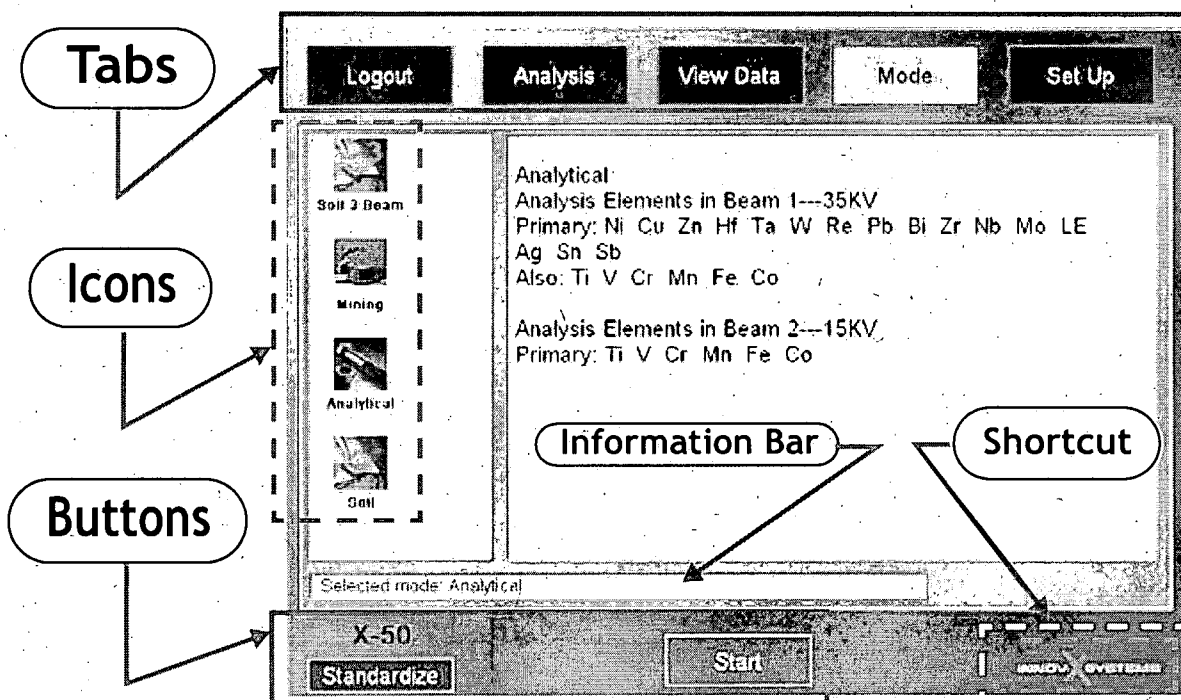 Tabs
Logout Analysis View Data Mode Set Up
Icons
Soil 3 Beam
Mining
Analytical
Soil
Analytical
Analysis Elements in Beam 1---35KV
Primary: Ni Cu Zn Hf Ta W Re Pb Bi Zr Nb Mo LE
Ag Sn Sb
Also: Ti V Cr Mn Fe Co
Analysis Elements in Beam 2---15KV
Primary: Ti V Cr Mn Fe Co
Information Bar
Shortcut
Buttons
Selected mode: Analytical
X-50
Standardize
Start
INNOV X SYSTEMS